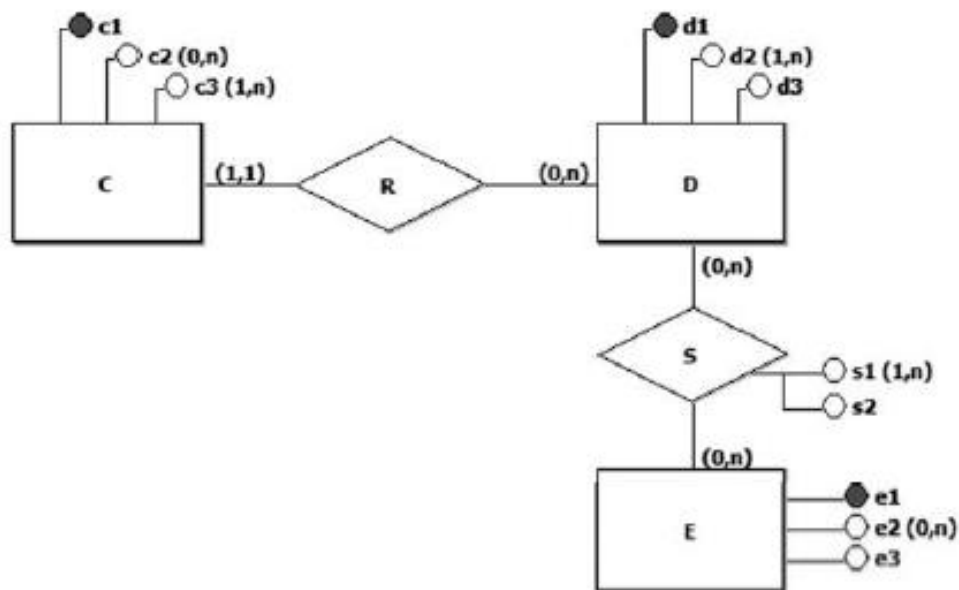 c1
c2 (0,n)
c3 (1,n)
d1
d2 (1,n)
d3
C
(1,1)
R
(0,n)
D
(0,n)
S
s1 (1,n)
s2
(0,n)
E
e1
e2 (0,n)
e3